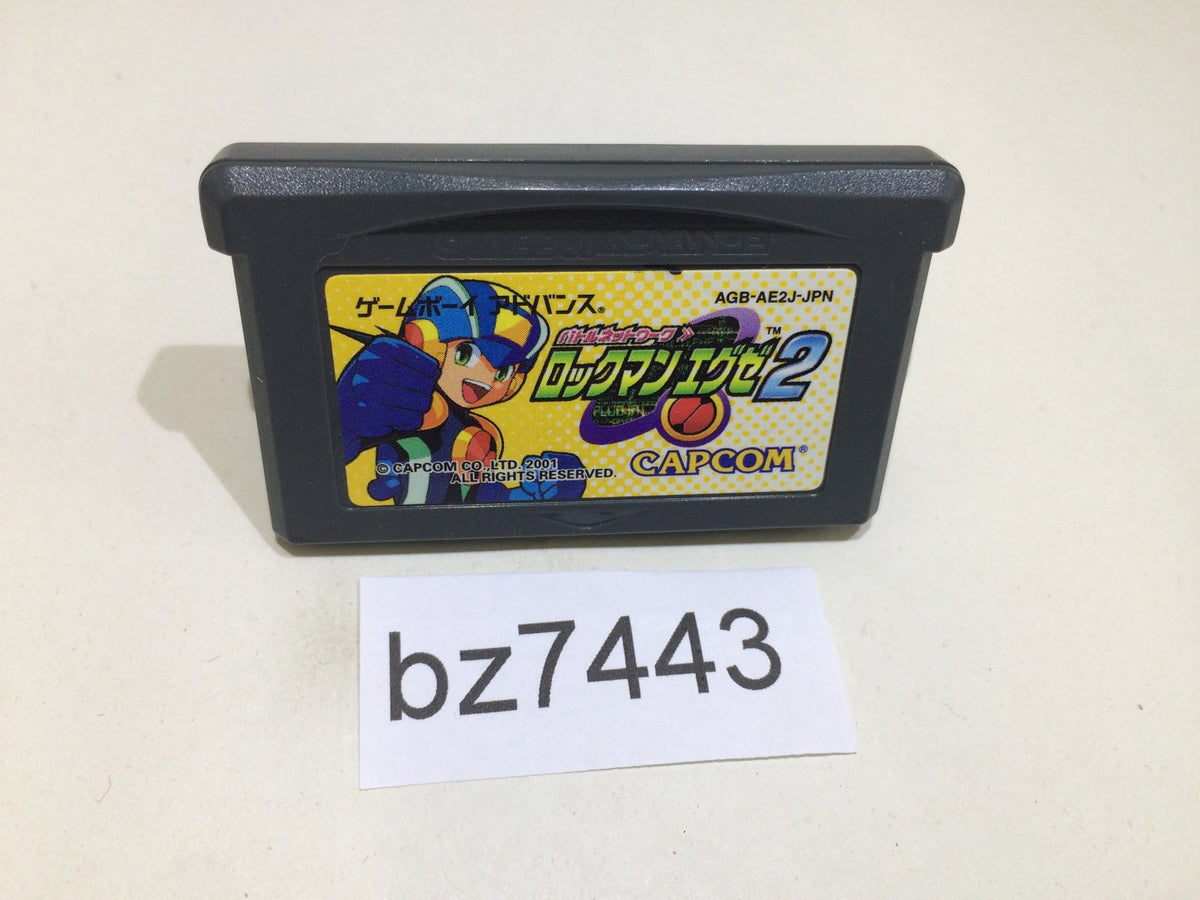 GAME BOY ADVANCE
ゲームボーイ アドバンス®
AGB-AE2J-JPN
バトルネットワーク
ロックマン エグゼ2™
© CAPCOM CO., LTD. 2001
ALL RIGHTS RESERVED.
CAPCOM®
bz7443